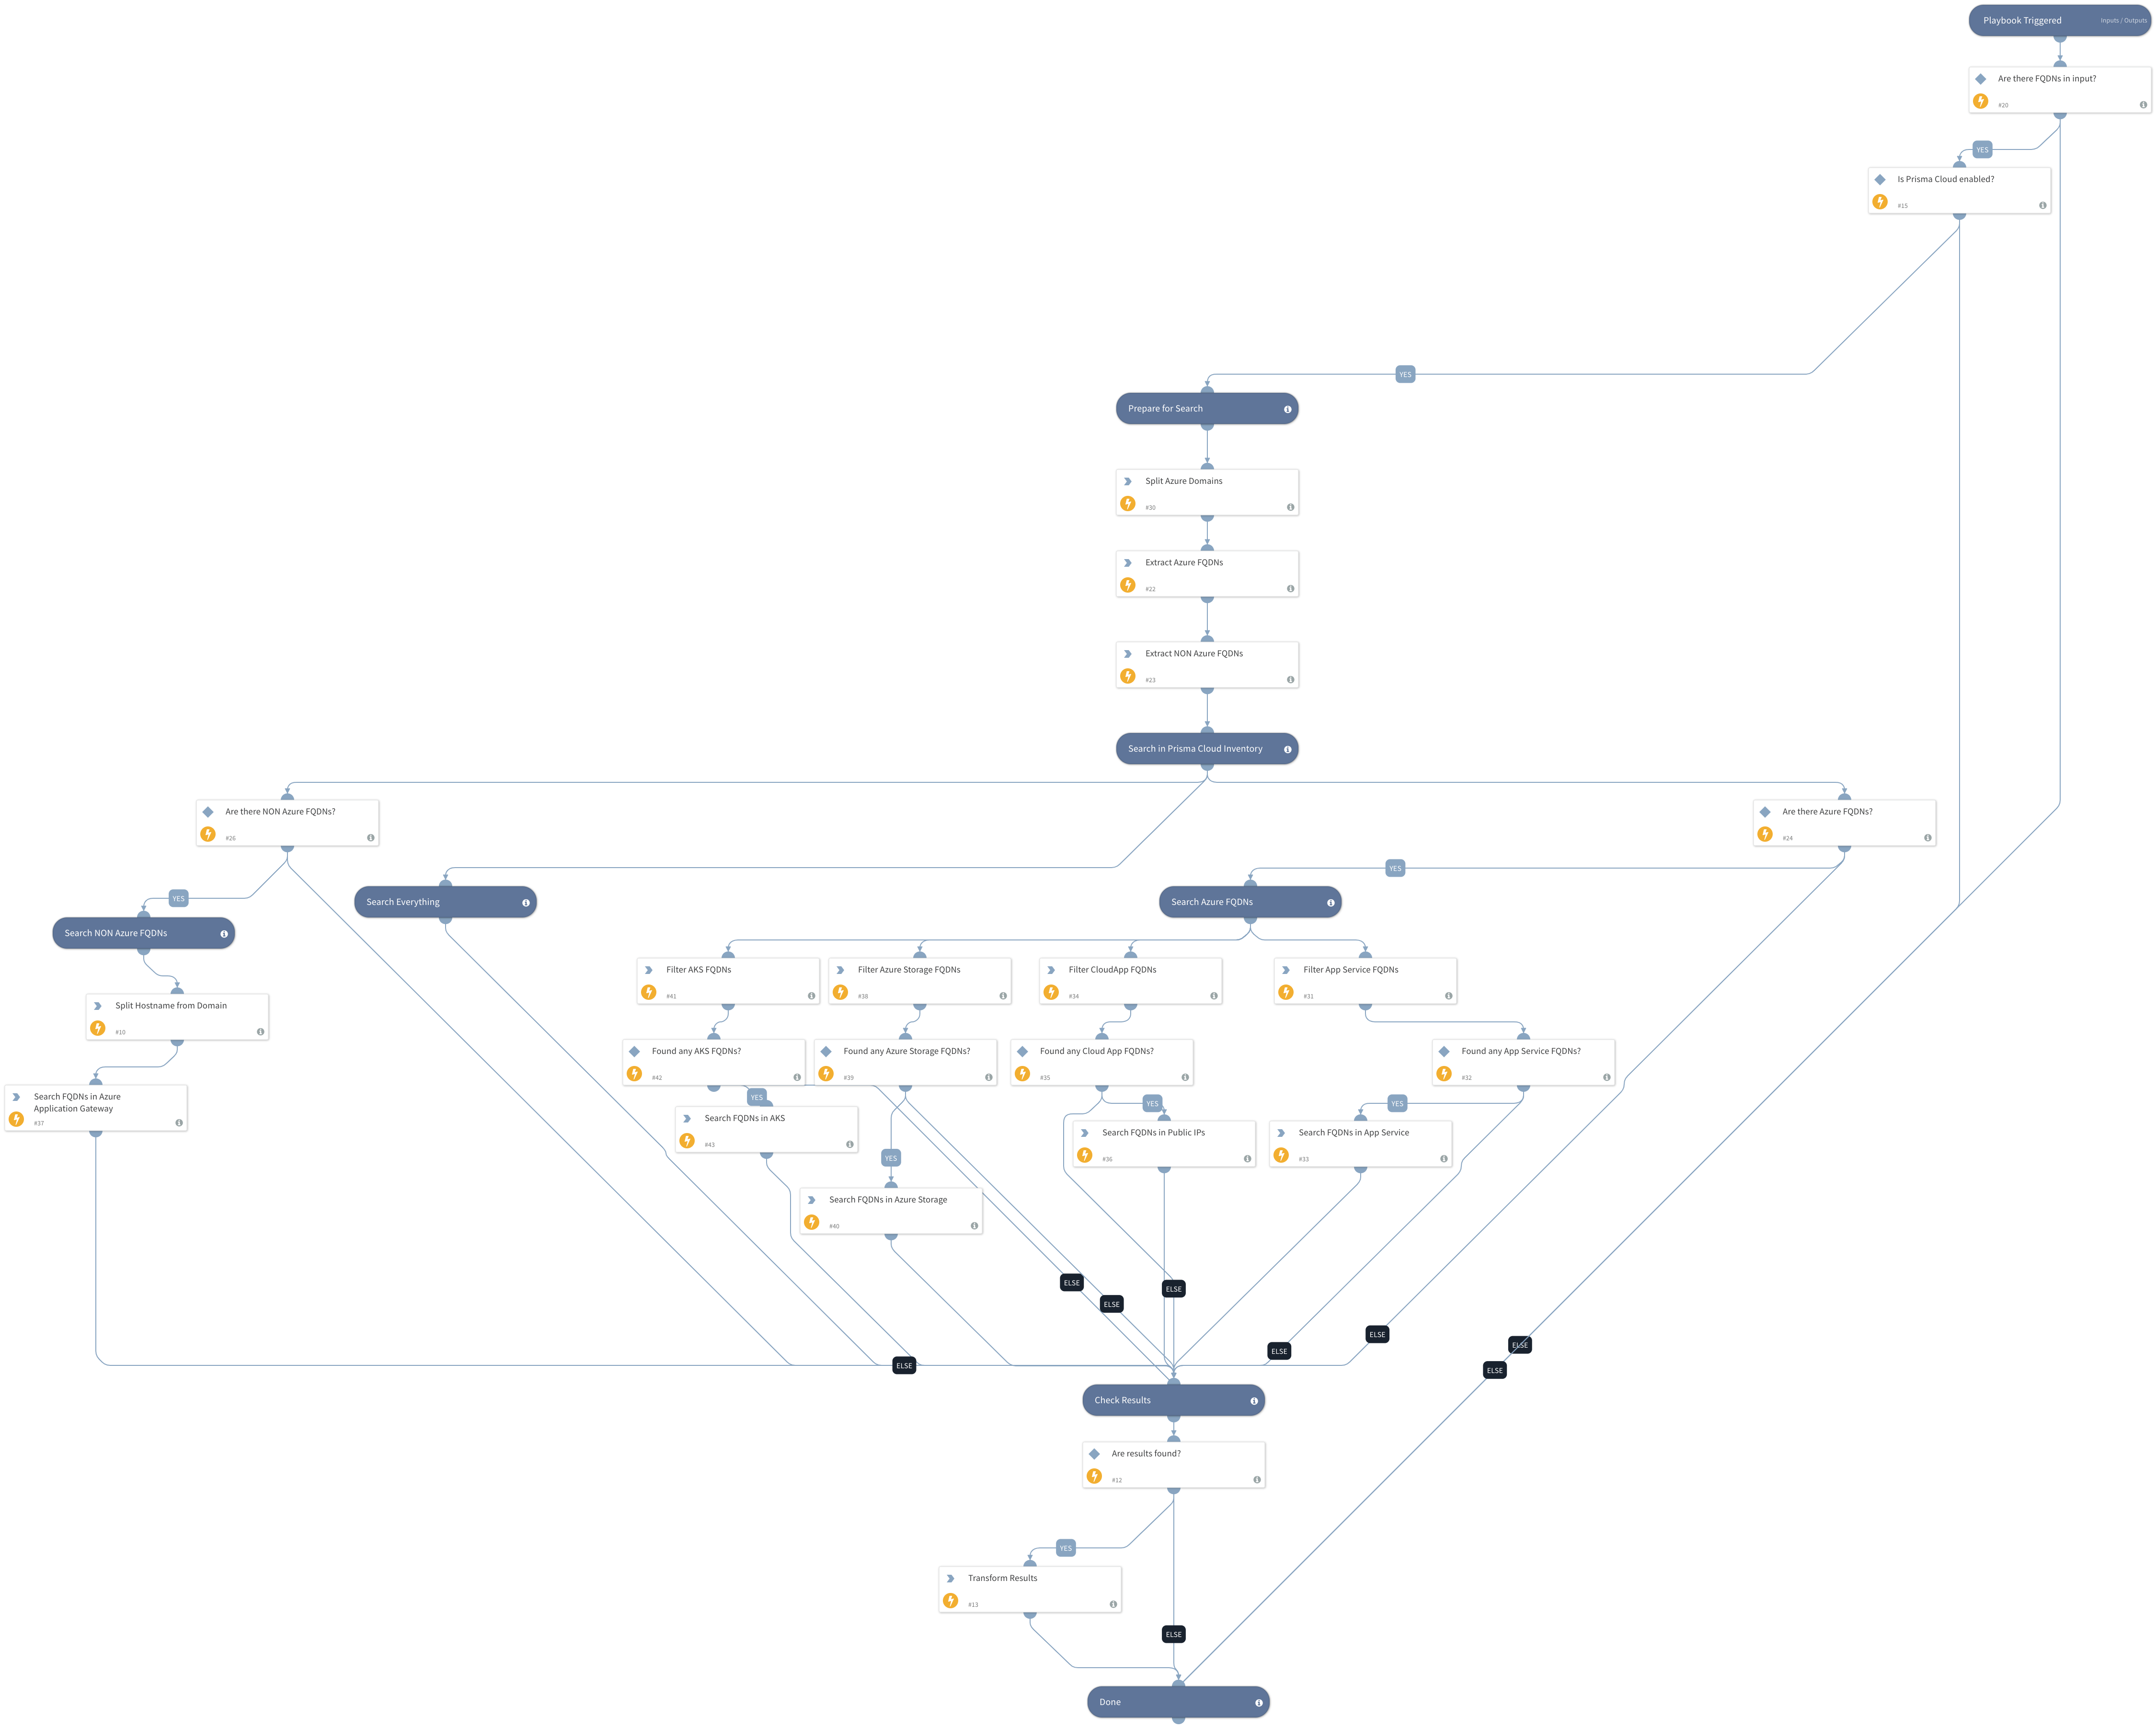 Playbook Triggered
Inputs / Outputs
Are there FQDNs in input?
#20
YES
Is Prisma Cloud enabled?
#15
YES
Prepare for Search
Split Azure Domains
#30
Extract Azure FQDNs
#22
Extract NON Azure FQDNs
#23
Search in Prisma Cloud Inventory
Are there NON Azure FQDNs?
#26
Are there Azure FQDNs?
#24
YES
YES
Search Everything
Search Azure FQDNs
Search NON Azure FQDNs
Filter AKS FQDNs
#41
Filter Azure Storage FQDNs
#38
Filter CloudApp FQDNs
#34
Filter App Service FQDNs
#31
Split Hostname from Domain
#10
Found any AKS FQDNs?
#42
Found any Azure Storage FQDNs?
#39
Found any Cloud App FQDNs?
#35
Found any App Service FQDNs?
#32
Search FQDNs in Azure
Application Gateway
#37
YES
YES
YES
Search FQDNs in AKS
#43
Search FQDNs in Public IPs
#36
Search FQDNs in App Service
#33
YES
Search FQDNs in Azure Storage
#40
ELSE
ELSE
ELSE
ELSE
ELSE
ELSE
ELSE
ELSE
Check Results
Are results found?
#12
YES
Transform Results
#13
ELSE
Done